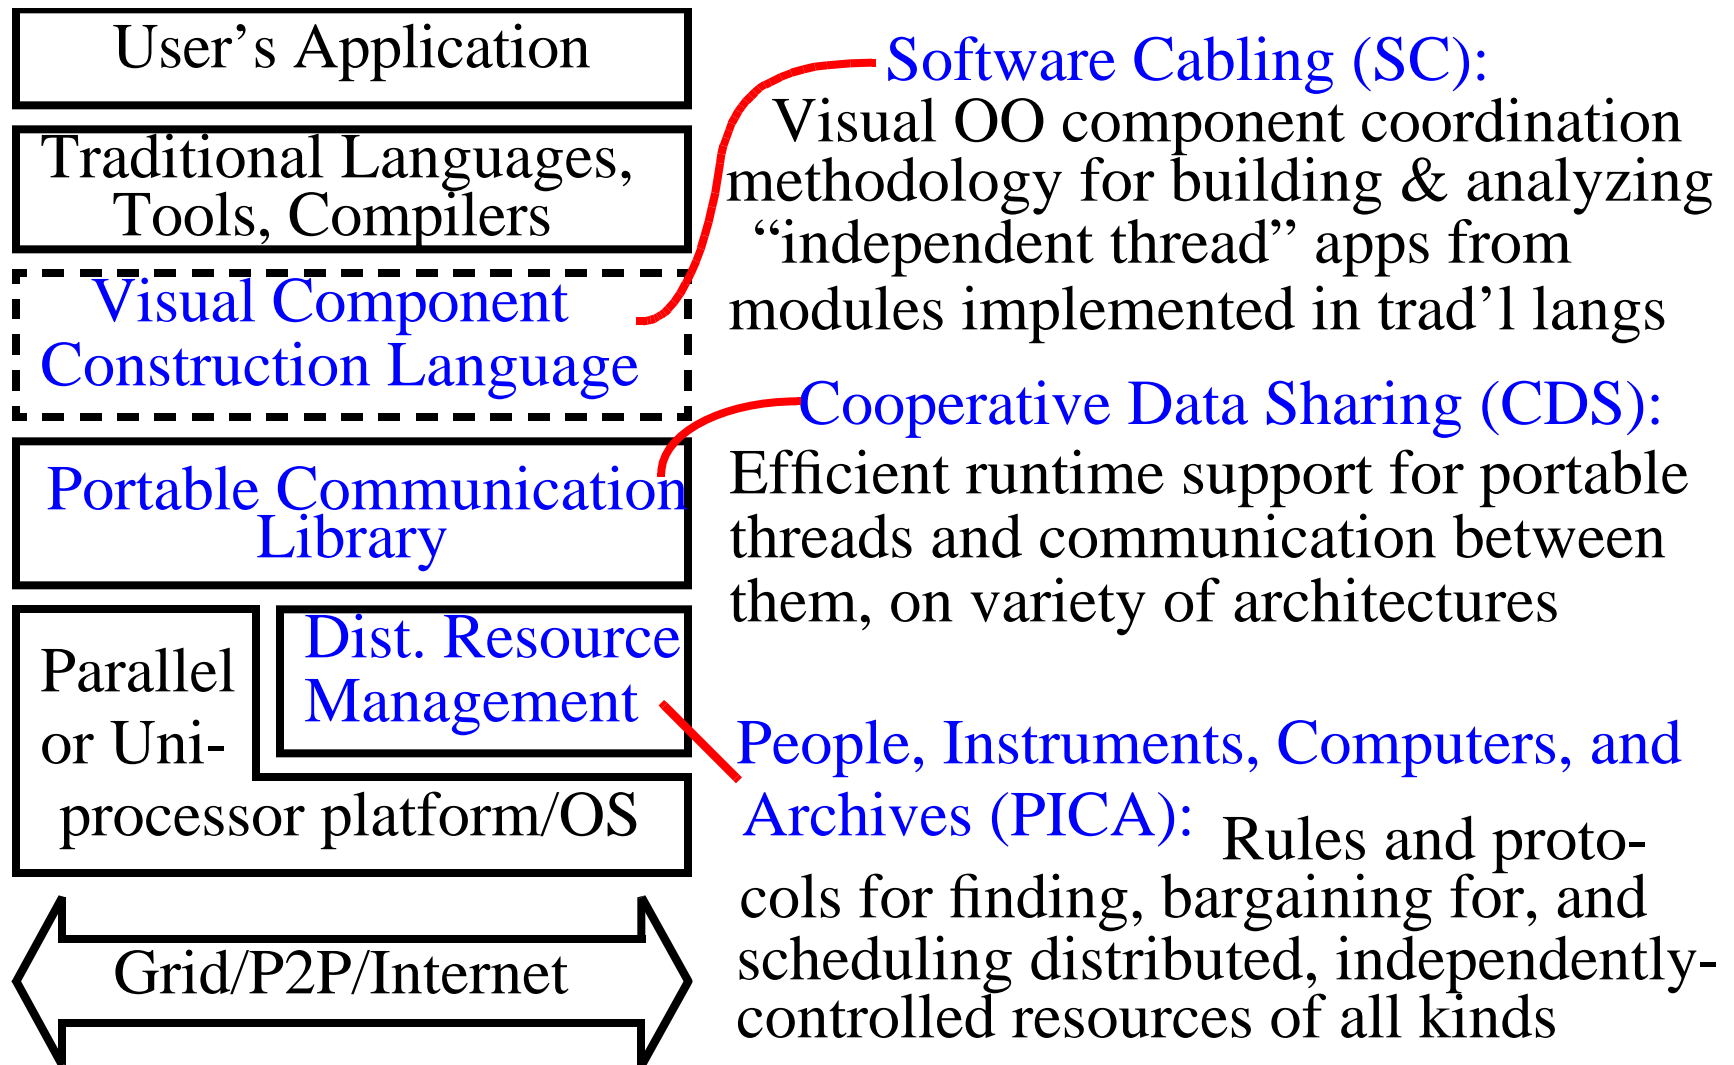 User’s Application
Traditional Languages,
Tools, Compilers
Visual Component
Construction Language
Portable Communication
Library
Dist. Resource
Management
Parallel
or Uni-
processor platform/OS
Grid/P2P/Internet
Software Cabling (SC):
Visual OO component coordination
methodology for building & analyzing
“independent thread” apps from
modules implemented in trad’l langs
Cooperative Data Sharing (CDS):
Efficient runtime support for portable
threads and communication between
them, on variety of architectures
People, Instruments, Computers, and
Archives (PICA): Rules and proto-
cols for finding, bargaining for, and
scheduling distributed, independently-
controlled resources of all kinds